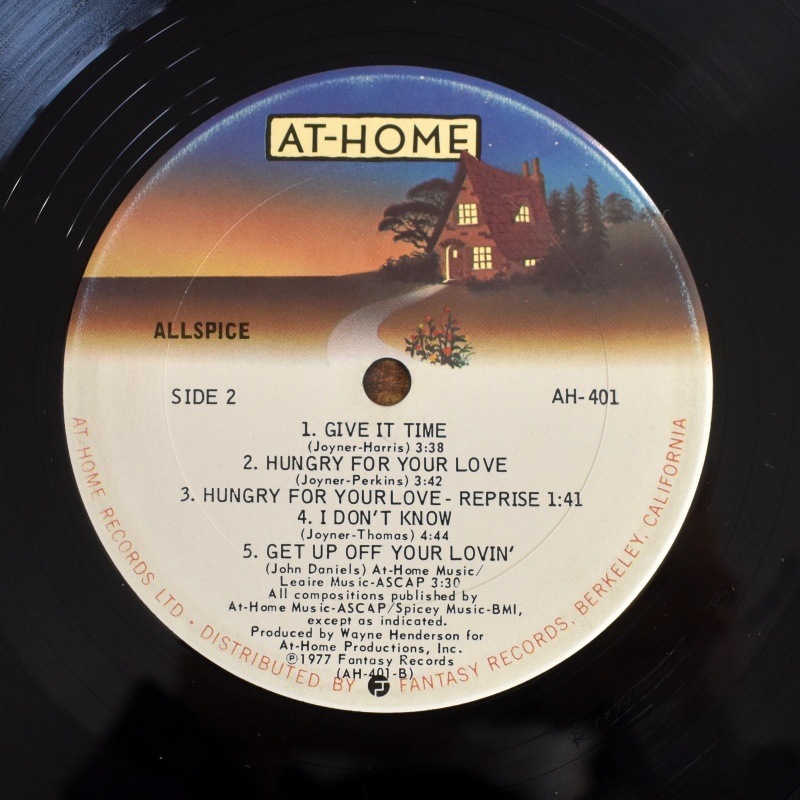 AT-HOME
ALLSPICE
SIDE 2
AH-401
1. GIVE IT TIME
(Joyner-Harris) 3:38
2. HUNGRY FOR YOUR LOVE
(Joyner-Perkins) 3:42
3. HUNGRY FOR YOURLOVE - REPRISE 1:41
4. I DON'T KNOW
(Joyner-Thomas) 4:44
5. GET UP OFF YOUR LOVIN'
(John Daniels) At-Home Music/
Leaire Music-ASCAP 3:30
All compositions published by
At-Home Music-ASCAP/Spicey Music-BMI,
except as indicated.
Produced by Wayne Henderson for
At-Home Productions, Inc.
℗1977 Fantasy Records
(AH-401-B)
AT-HOME RECORDS LTD • DISTRIBUTED BY FANTASY RECORDS, BERKELEY, CALIFORNIA